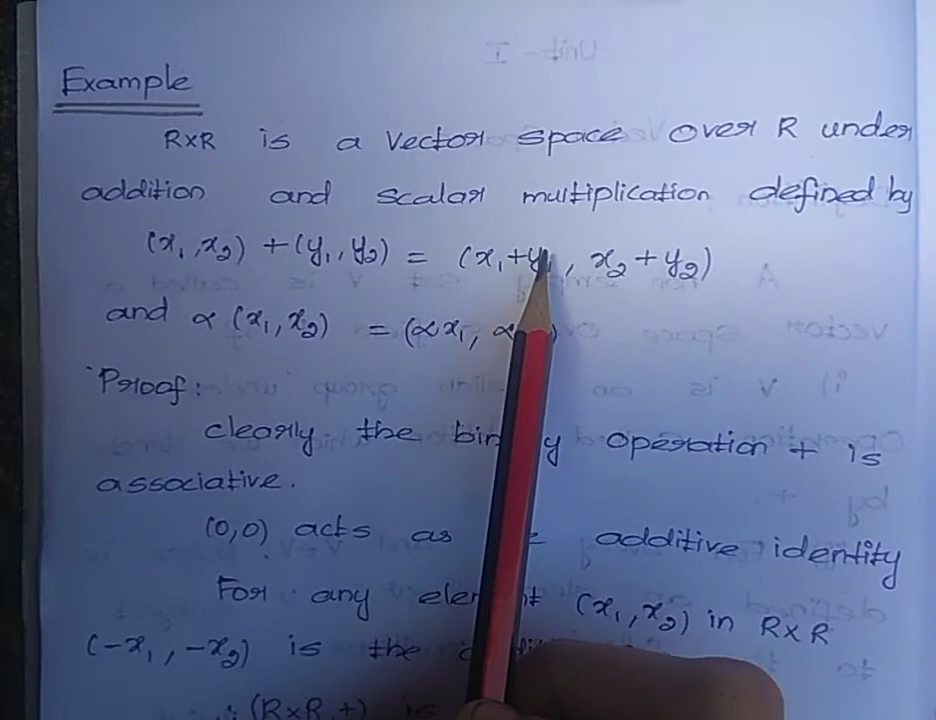 Example
R×R is a vector space over R under
addition and scalar multiplication defined by
(x₁,x₂) + (y₁,y₂) = (x₁+y₁, x₂+y₂)
and ∝ (x₁,x₂) = (∝x₁, ∝
Proof:
clearly the bin y operation + is
associative.
(0,0) acts as additive identity
For any ele (x₁,x₂) in R×R
(-x₁,-x₂) is the
∴ (R×R,+) is